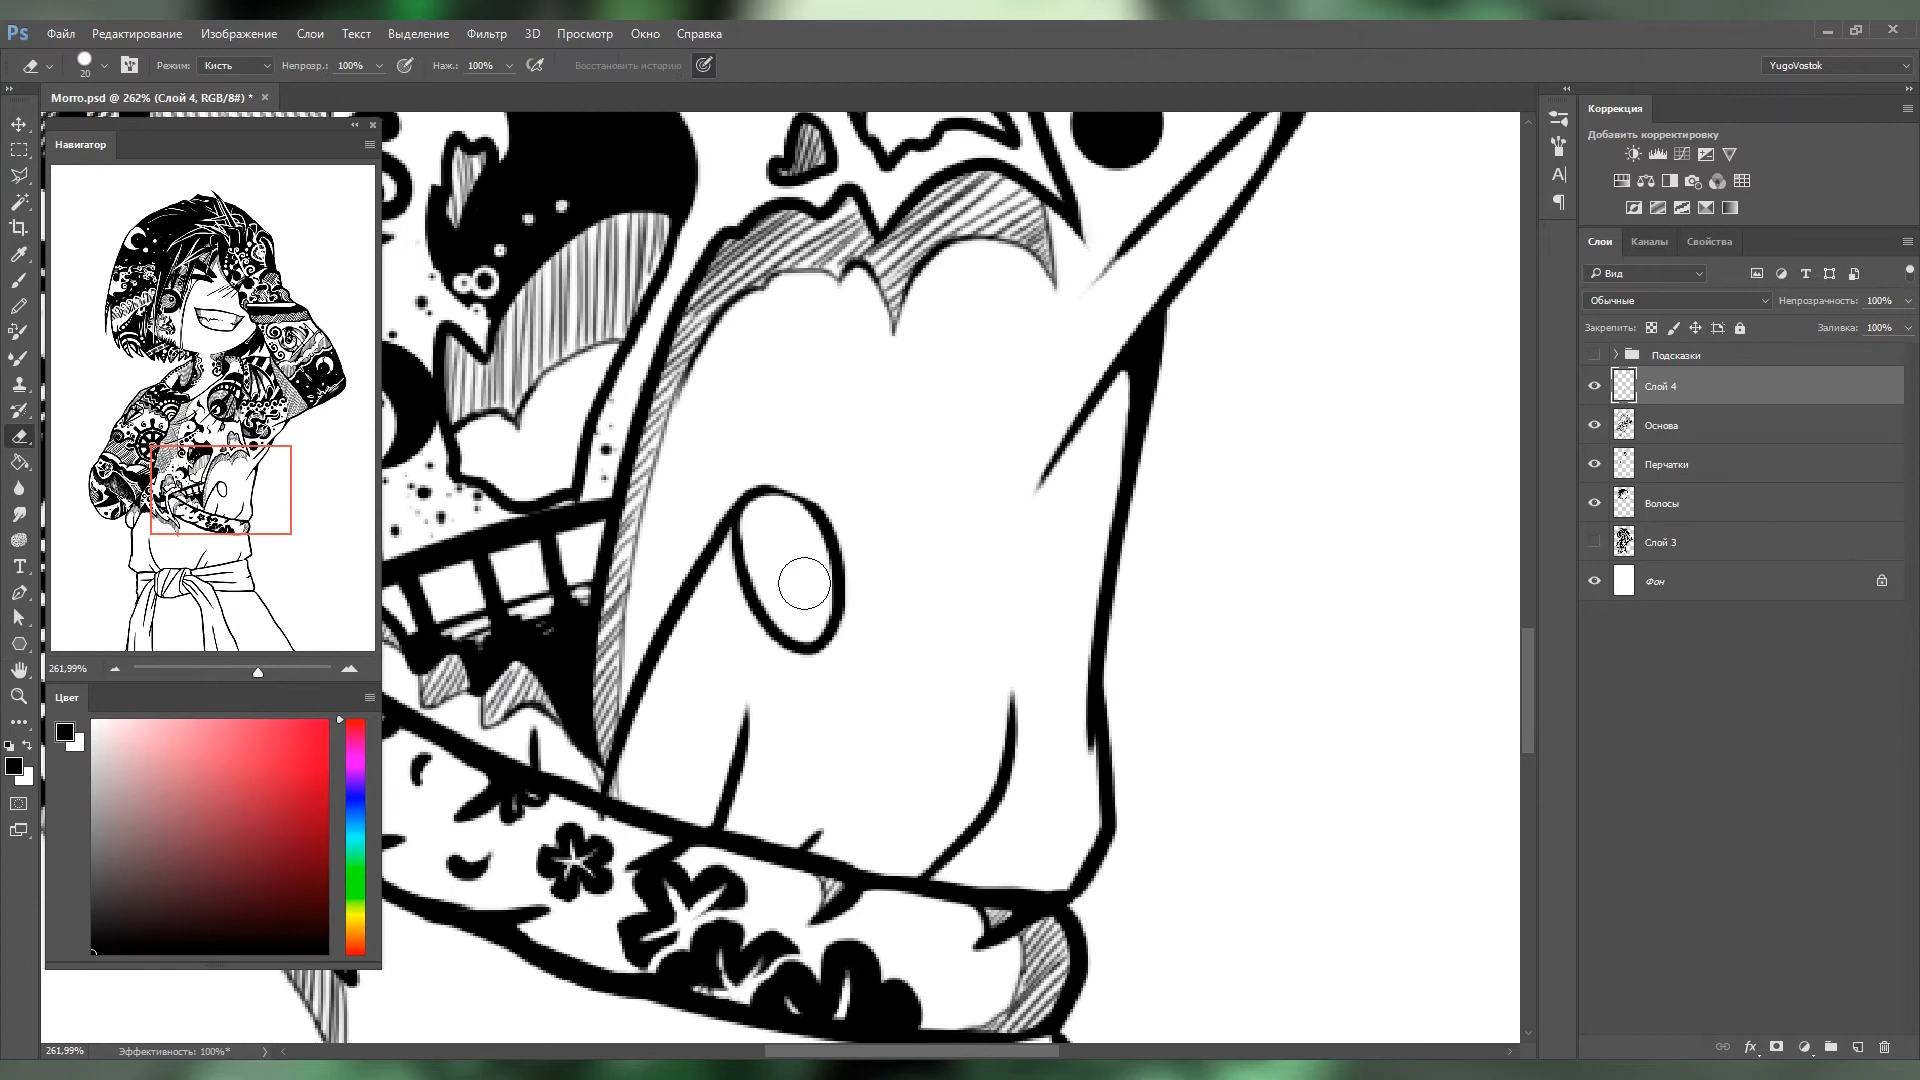 Ps Файл Редактирование Изображение Слои Текст Выделение Фильтр 3D Просмотр Окно Справка
20 Режим: Кисть Непрозр.: 100% Наж.: 100% Восстановить историю YugoVostok
Morro.psd @ 262% (Слой 4, RGB/8#) *
Навигатор
261,99%
Цвет
261,99% Эффективность: 100%*
Коррекция
Добавить корректировку
Слои Каналы Свойства
Вид
Обычные Непрозрачность: 100%
Закрепить: Заливка: 100%
Подсказки
Слой 4
Основа
Перчатки
Волосы
Слой 3
Фон